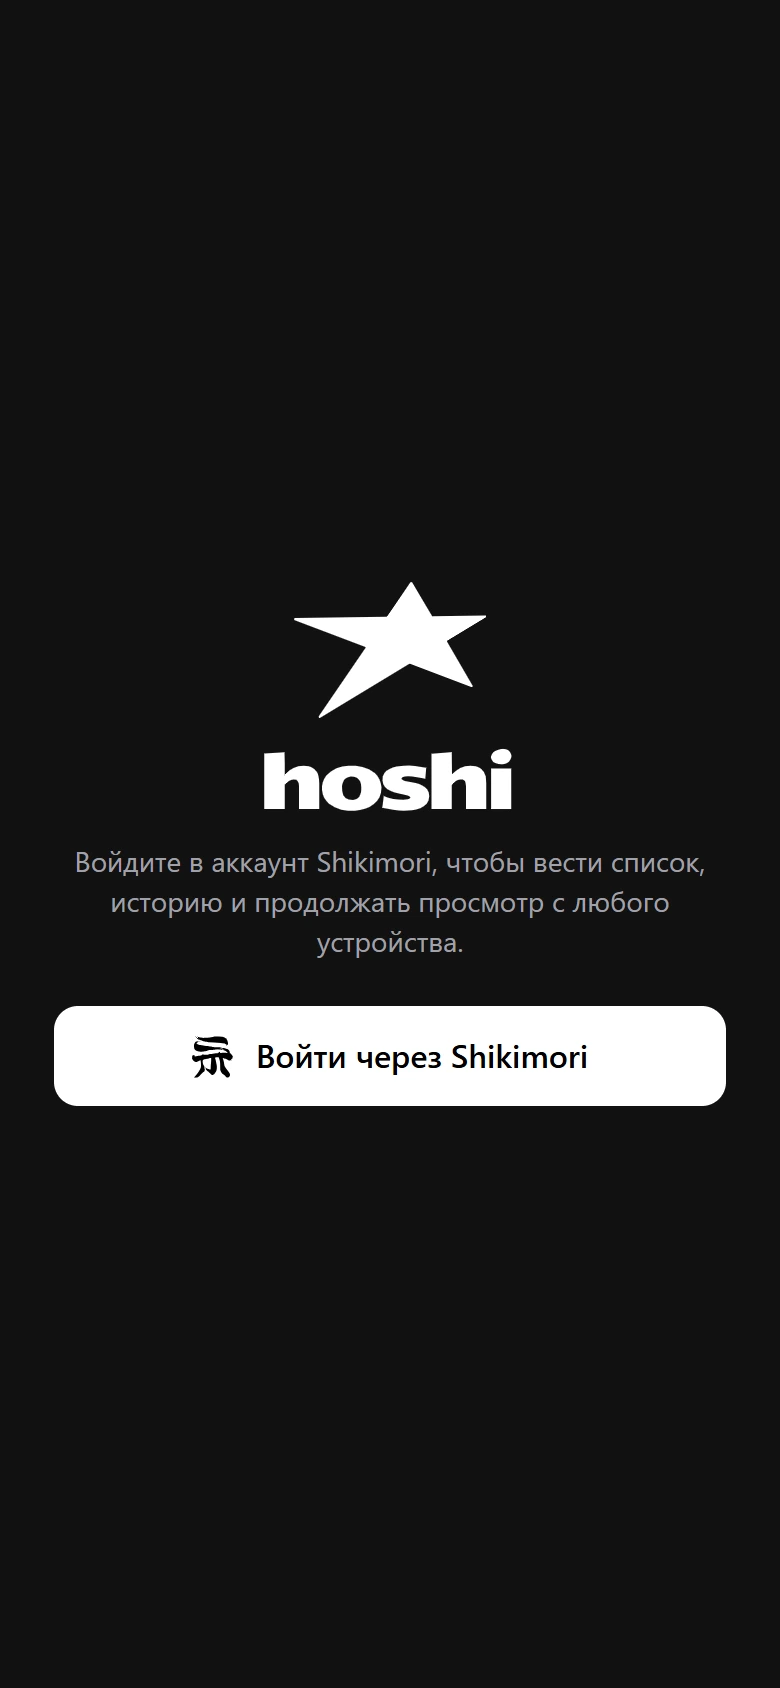 hoshi
Войдите в аккаунт Shikimori, чтобы вести список,
историю и продолжать просмотр с любого
устройства.
Войти через Shikimori